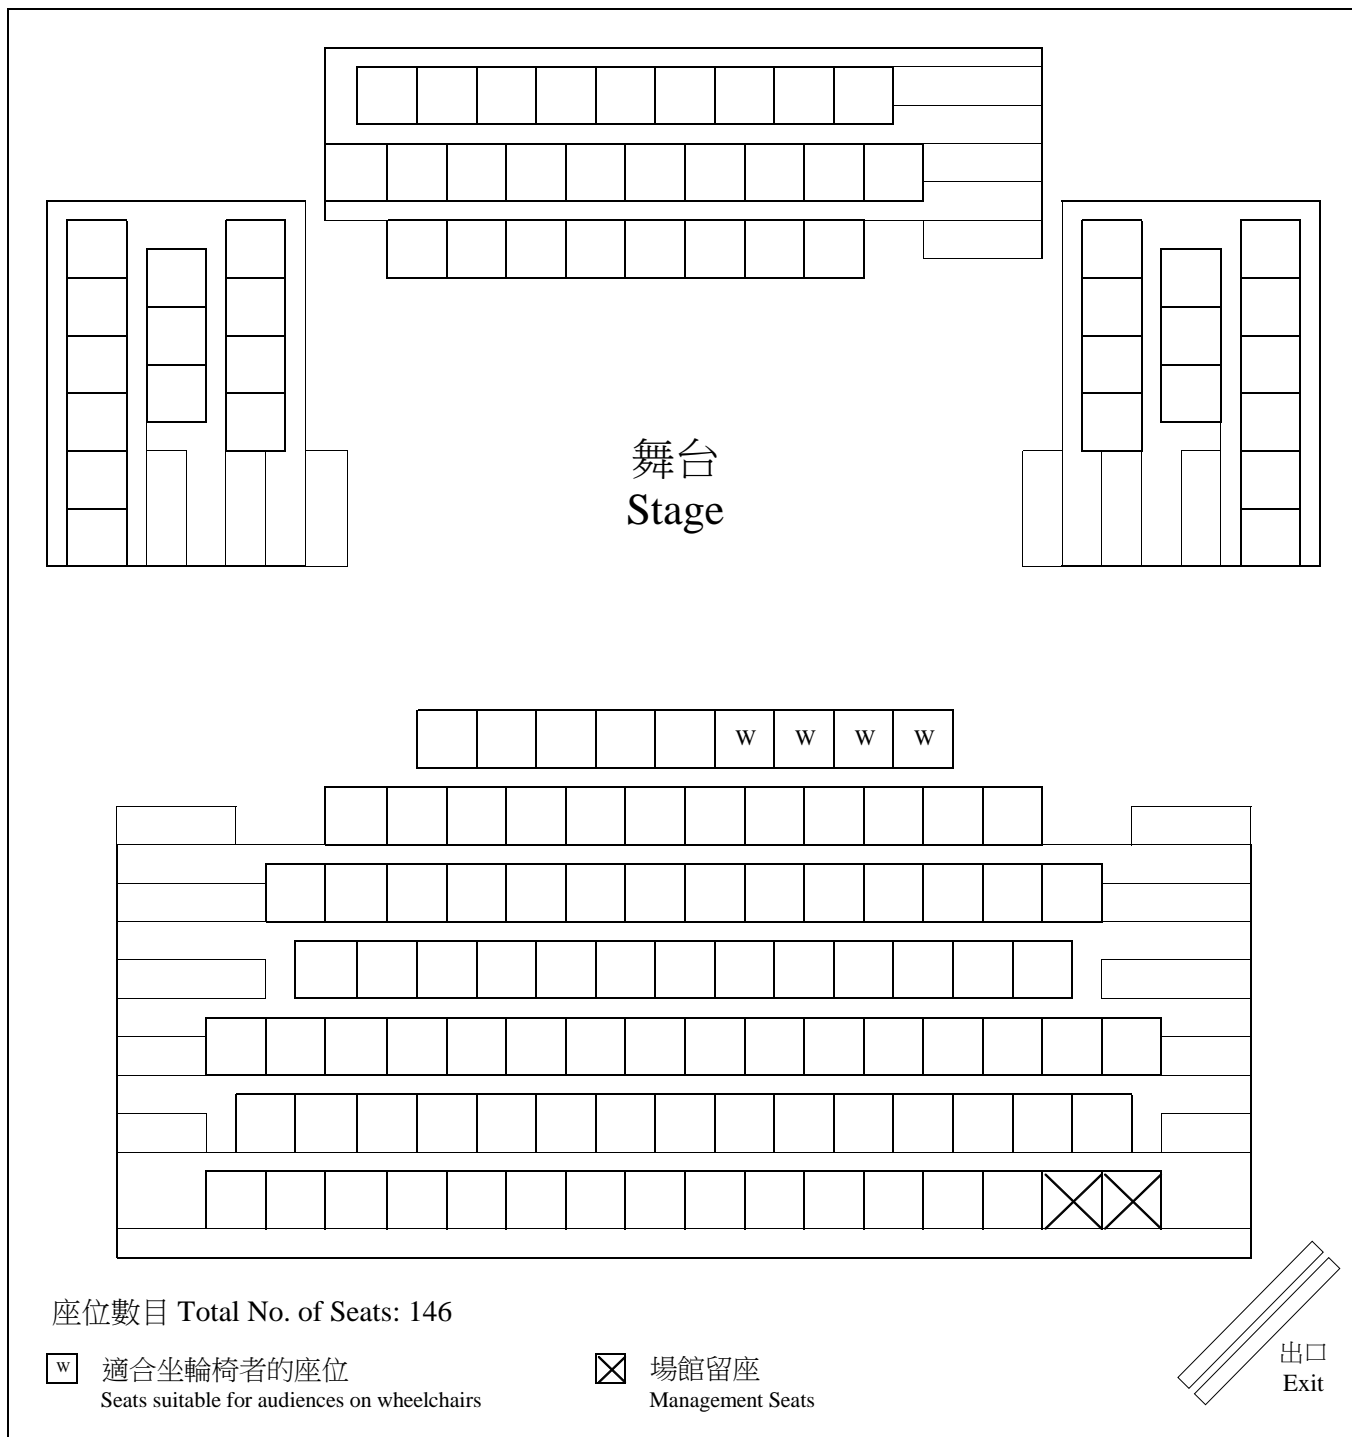 舞台
Stage
W W W W
座位數目 Total No. of Seats: 146
W 適合坐輪椅者的座位
Seats suitable for audiences on wheelchairs
場館留座
Management Seats
出口
Exit